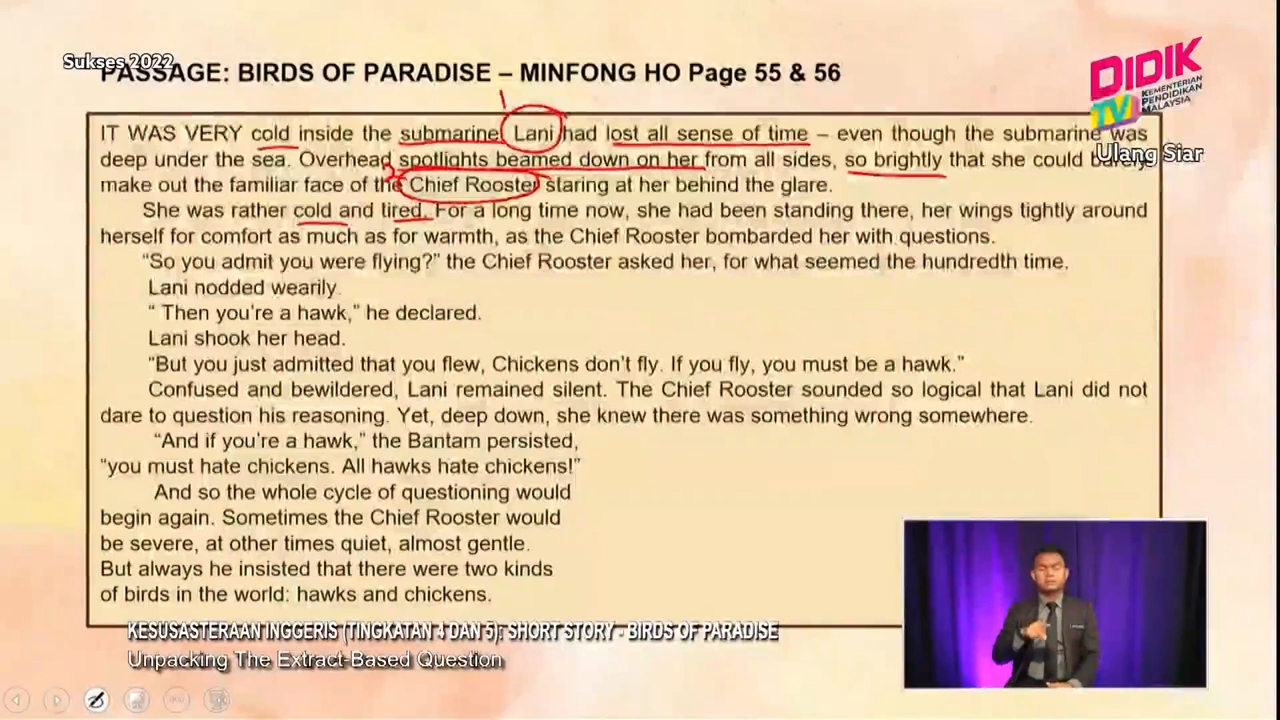 Sukses 2022
PASSAGE: BIRDS OF PARADISE – MINFONG HO Page 55 & 56
DIDIK
TV
KEMENTERIAN
PENDIDIKAN
MALAYSIA
Ulang Siar
IT WAS VERY cold inside the submarine. Lani had lost all sense of time – even though the submarine was
deep under the sea. Overhead spotlights beamed down on her from all sides, so brightly that she could barely
make out the familiar face of the Chief Rooster staring at her behind the glare.
She was rather cold and tired. For a long time now, she had been standing there, her wings tightly around
herself for comfort as much as for warmth, as the Chief Rooster bombarded her with questions.
“So you admit you were flying?” the Chief Rooster asked her, for what seemed the hundredth time.
Lani nodded wearily.
“ Then you’re a hawk,” he declared.
Lani shook her head.
“But you just admitted that you flew, Chickens don’t fly. If you fly, you must be a hawk.”
Confused and bewildered, Lani remained silent. The Chief Rooster sounded so logical that Lani did not
dare to question his reasoning. Yet, deep down, she knew there was something wrong somewhere.
“And if you’re a hawk,” the Bantam persisted,
“you must hate chickens. All hawks hate chickens!”
And so the whole cycle of questioning would
begin again. Sometimes the Chief Rooster would
be severe, at other times quiet, almost gentle.
But always he insisted that there were two kinds
of birds in the world: hawks and chickens.
KESUSASTERAAN INGGERIS (TINGKATAN 4 DAN 5): SHORT STORY - BIRDS OF PARADISE
Unpacking The Extract-Based Question